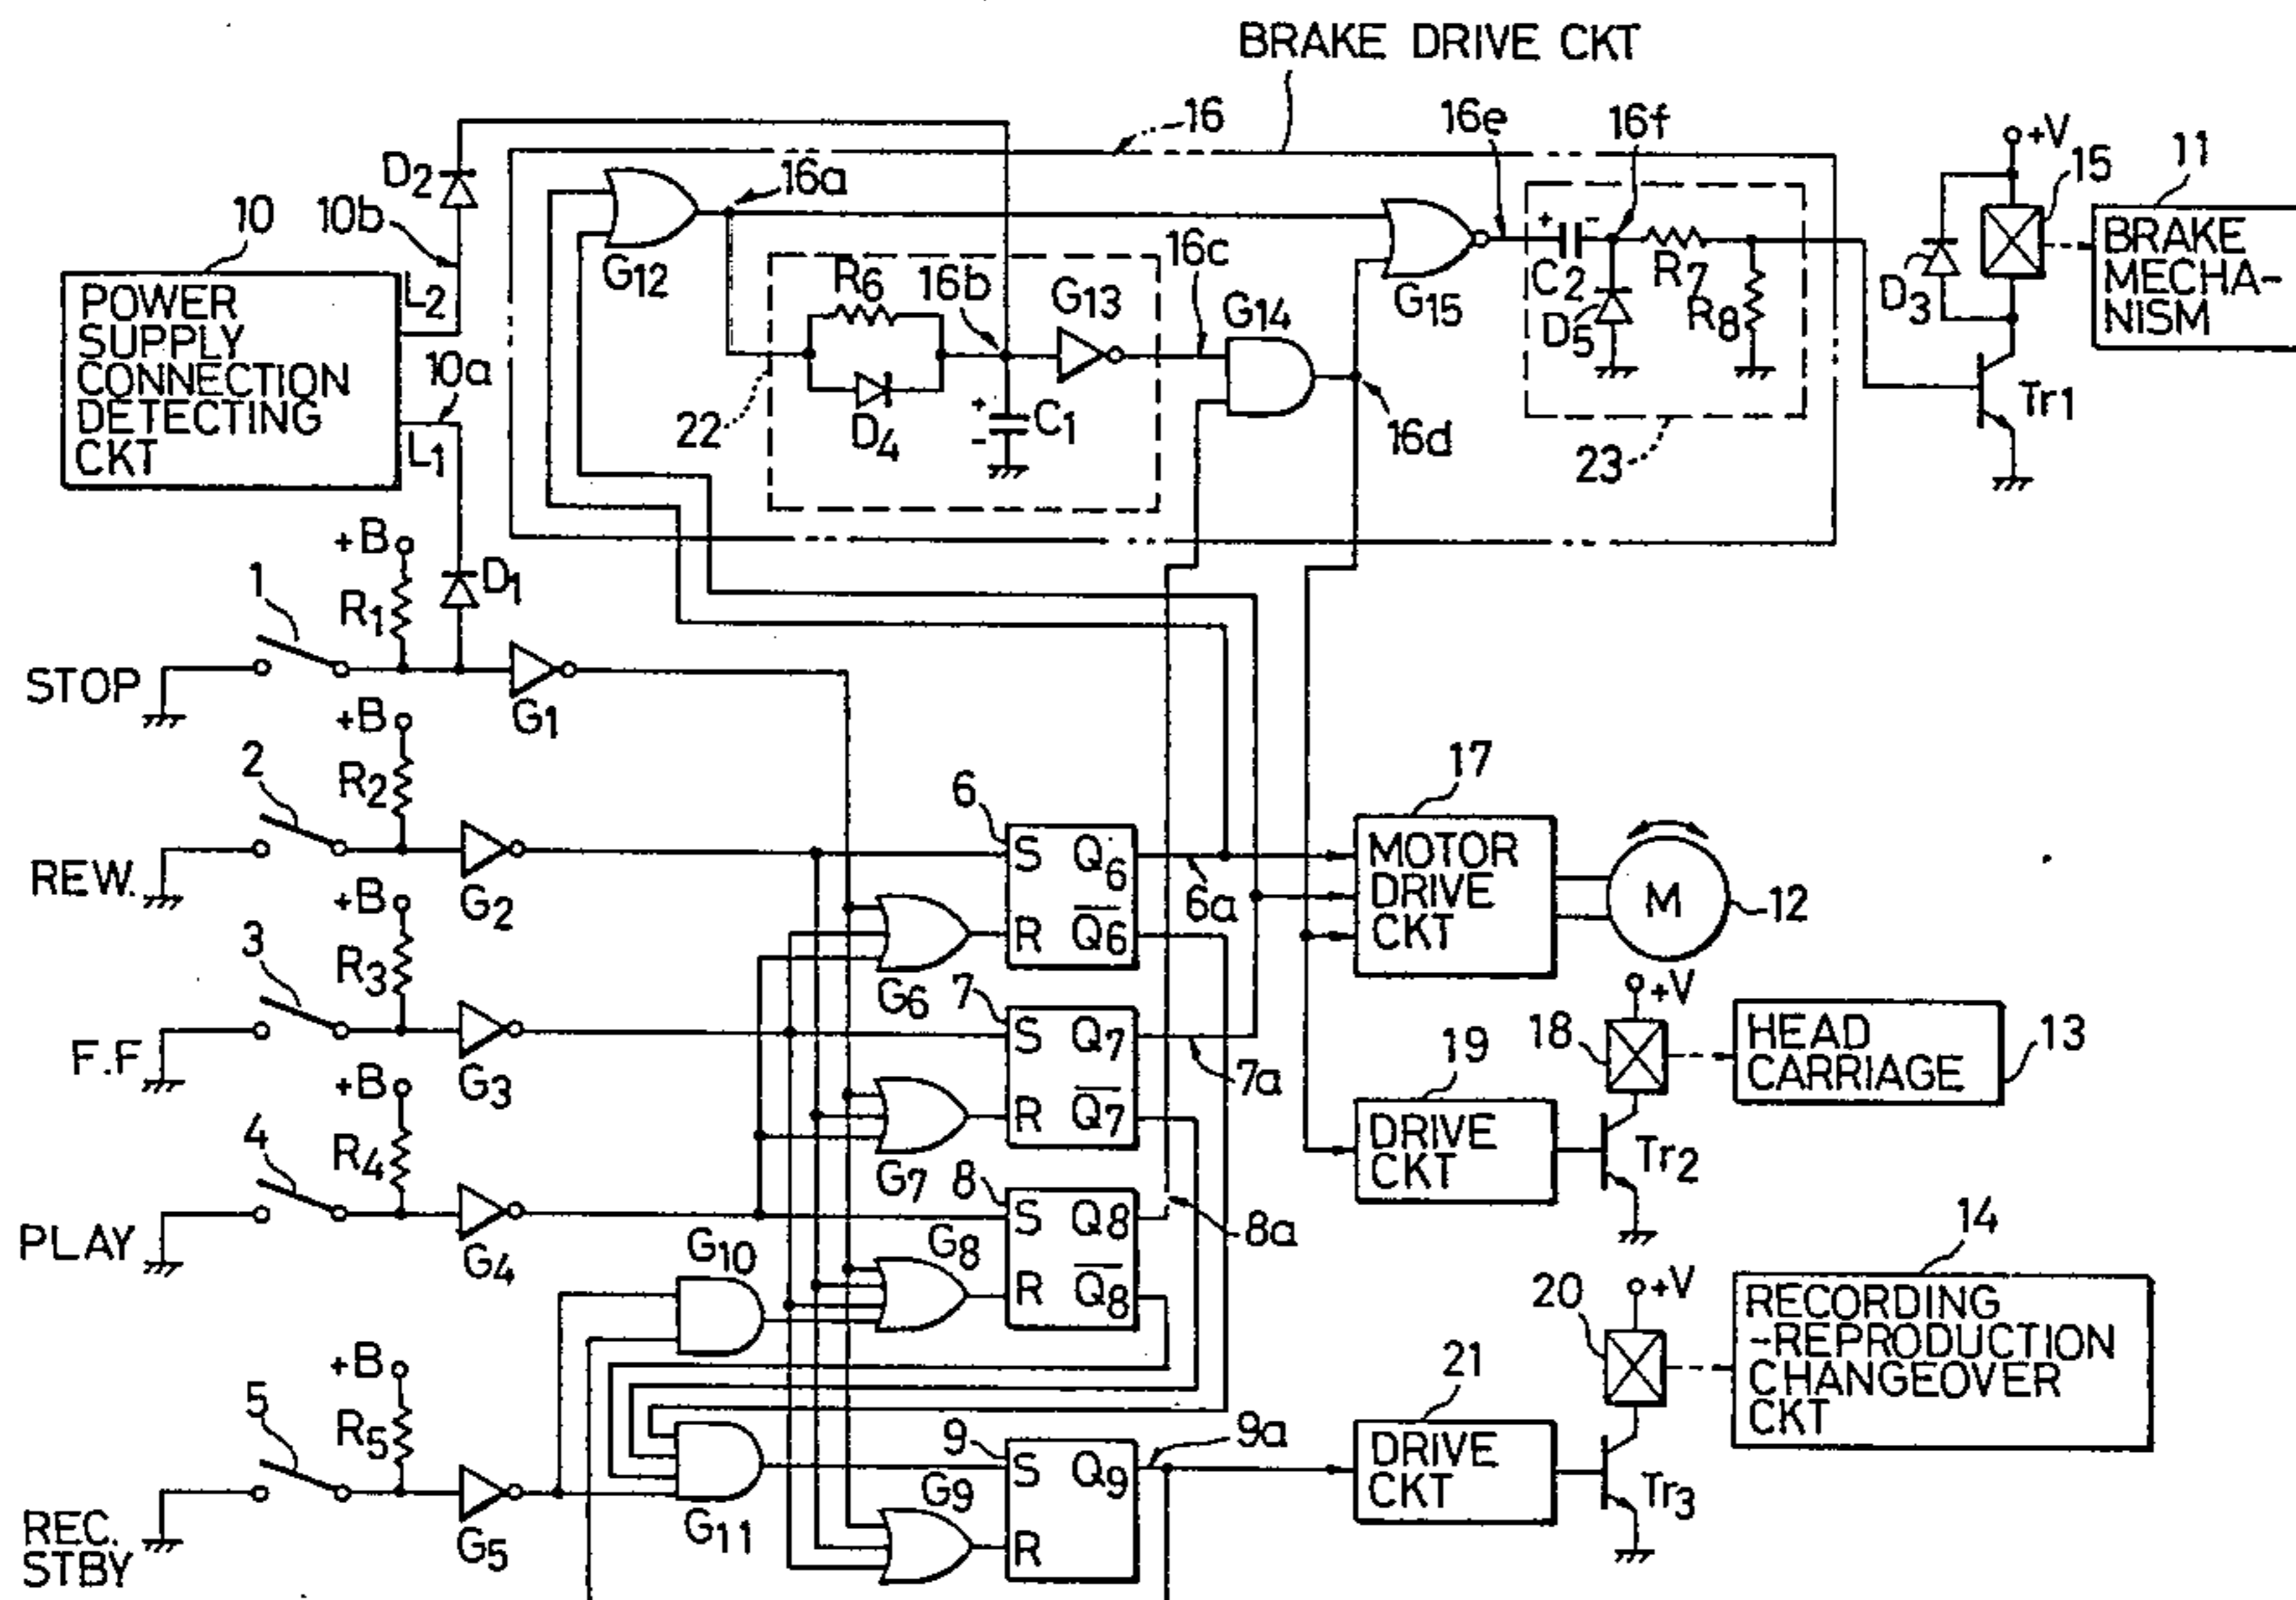 BRAKE DRIVE CKT
16
16e
16f
+V
15
11
BRAKE
MECHA-
NISM
D3
Tr1
D2
10b
10
L2
POWER
SUPPLY
CONNECTION
DETECTING
CKT
10a
L1
G12
16a
R6
16b
G13
16c
G14
G15
+ -
C2
R7
D5
R8
D4
+
-
C1
22
16d
23
+B
R1
D1
1
STOP
G1
+B
R2
2
REW.
G2
+B
R3
3
F.F
G3
+B
R4
4
PLAY
G4
+B
R5
5
REC.
STBY
G5
6
S Q6
R Q6
6a
G6
7
S Q7
R Q7
7a
G7
8
S Q8
R Q8
8a
G8
G10
G11
9
S Q9
R
9a
G9
17
MOTOR
DRIVE
CKT
M
12
+V
18
HEAD
CARRIAGE
13
19
DRIVE
CKT
Tr2
14
+V
20
RECORDING
-REPRODUCTION
CHANGEOVER
CKT
21
DRIVE
CKT
Tr3